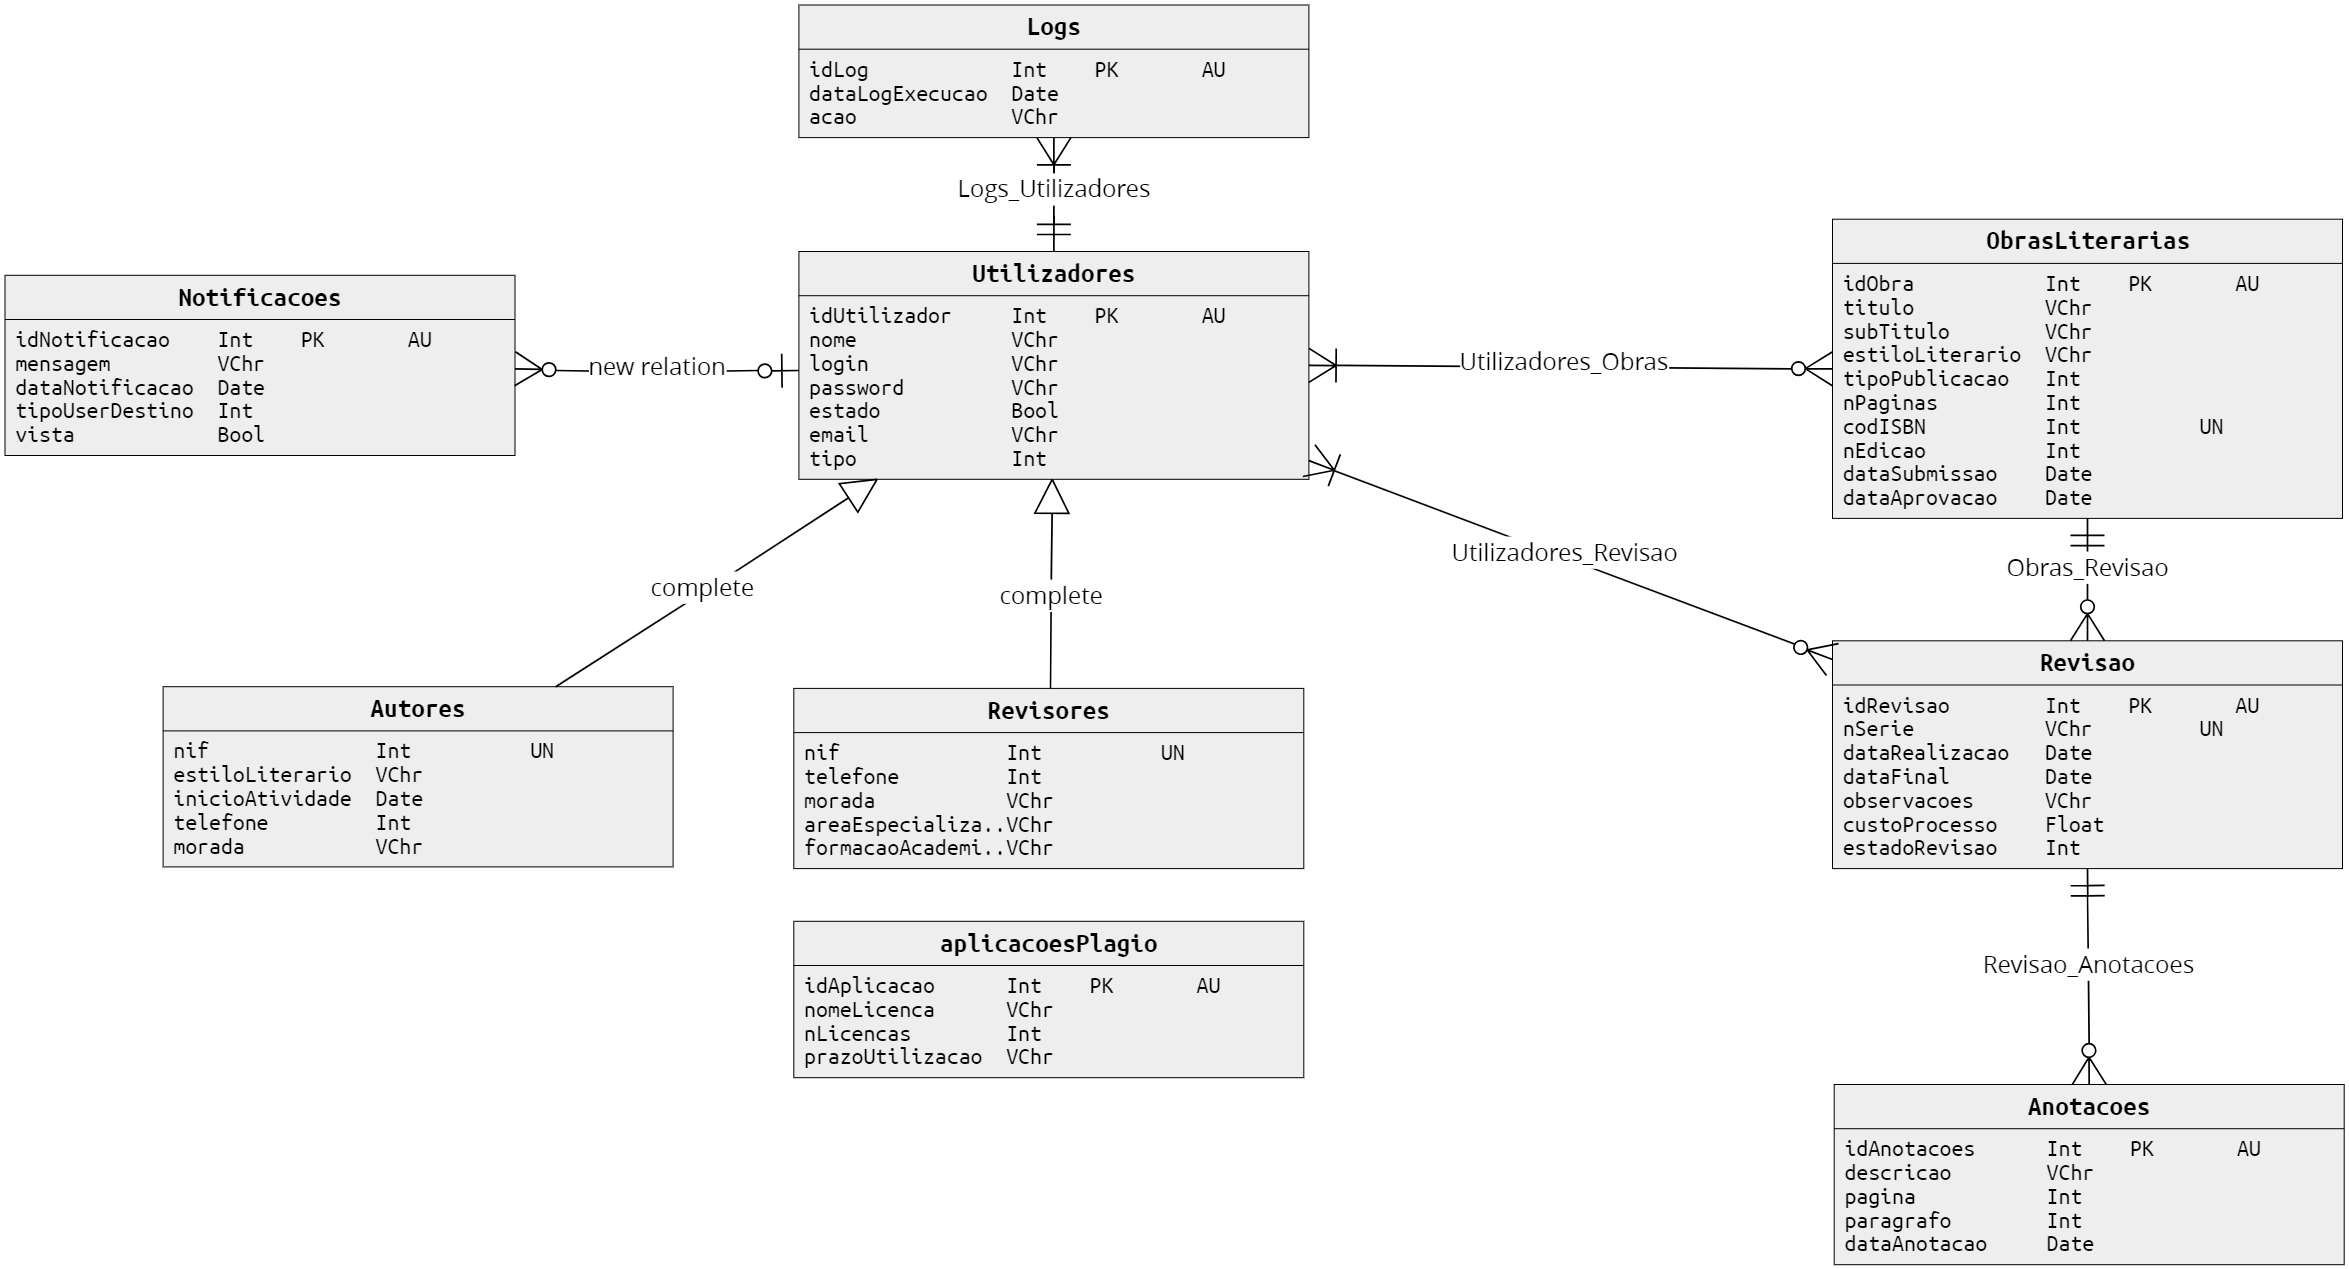 Logs
idLog Int PK AU
dataLogExecucao Date
acao VChr
Logs_Utilizadores
Utilizadores
idUtilizador Int PK AU
nome VChr
login VChr
password VChr
estado Bool
email VChr
tipo Int
Notificacoes
idNotificacao Int PK AU
mensagem VChr
dataNotificacao Date
tipoUserDestino Int
vista Bool
new relation
Utilizadores_Obras
ObrasLiterarias
idObra Int PK AU
titulo VChr
subTitulo VChr
estiloLiterario VChr
tipoPublicacao Int
nPaginas Int
codISBN Int UN
nEdicao Int
dataSubmissao Date
dataAprovacao Date
Utilizadores_Revisao
Obras_Revisao
complete
complete
Autores
nif Int UN
estiloLiterario VChr
inicioAtividade Date
telefone Int
morada VChr
Revisores
nif Int UN
telefone Int
morada VChr
areaEspecializa..VChr
formacaoAcademi..VChr
Revisao
idRevisao Int PK AU
nSerie VChr UN
dataRealizacao Date
dataFinal Date
observacoes VChr
custoProcesso Float
estadoRevisao Int
aplicacoesPlagio
idAplicacao Int PK AU
nomeLicenca VChr
nLicencas Int
prazoUtilizacao VChr
Revisao_Anotacoes
Anotacoes
idAnotacoes Int PK AU
descricao VChr
pagina Int
paragrafo Int
dataAnotacao Date